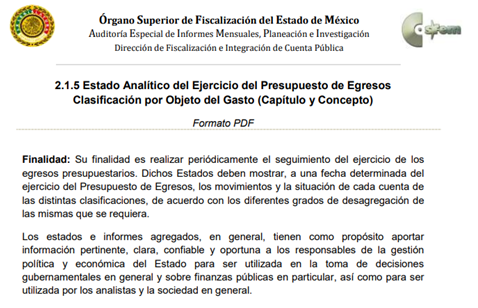 Órgano Superior de Fiscalización del Estado de México
Auditoría Especial de Informes Mensuales, Planeación e Investigación
Dirección de Fiscalización e Integración de Cuenta Pública
osfem
2.1.5 Estado Analítico del Ejercicio del Presupuesto de Egresos
Clasificación por Objeto del Gasto (Capítulo y Concepto)
Formato PDF
Finalidad: Su finalidad es realizar periódicamente el seguimiento del ejercicio de los
egresos presupuestarios. Dichos Estados deben mostrar, a una fecha determinada del
ejercicio del Presupuesto de Egresos, los movimientos y la situación de cada cuenta de
las distintas clasificaciones, de acuerdo con los diferentes grados de desagregación de
las mismas que se requiera.
Los estados e informes agregados, en general, tienen como propósito aportar
información pertinente, clara, confiable y oportuna a los responsables de la gestión
política y económica del Estado para ser utilizada en la toma de decisiones
gubernamentales en general y sobre finanzas públicas en particular, así como para ser
utilizada por los analistas y la sociedad en general.